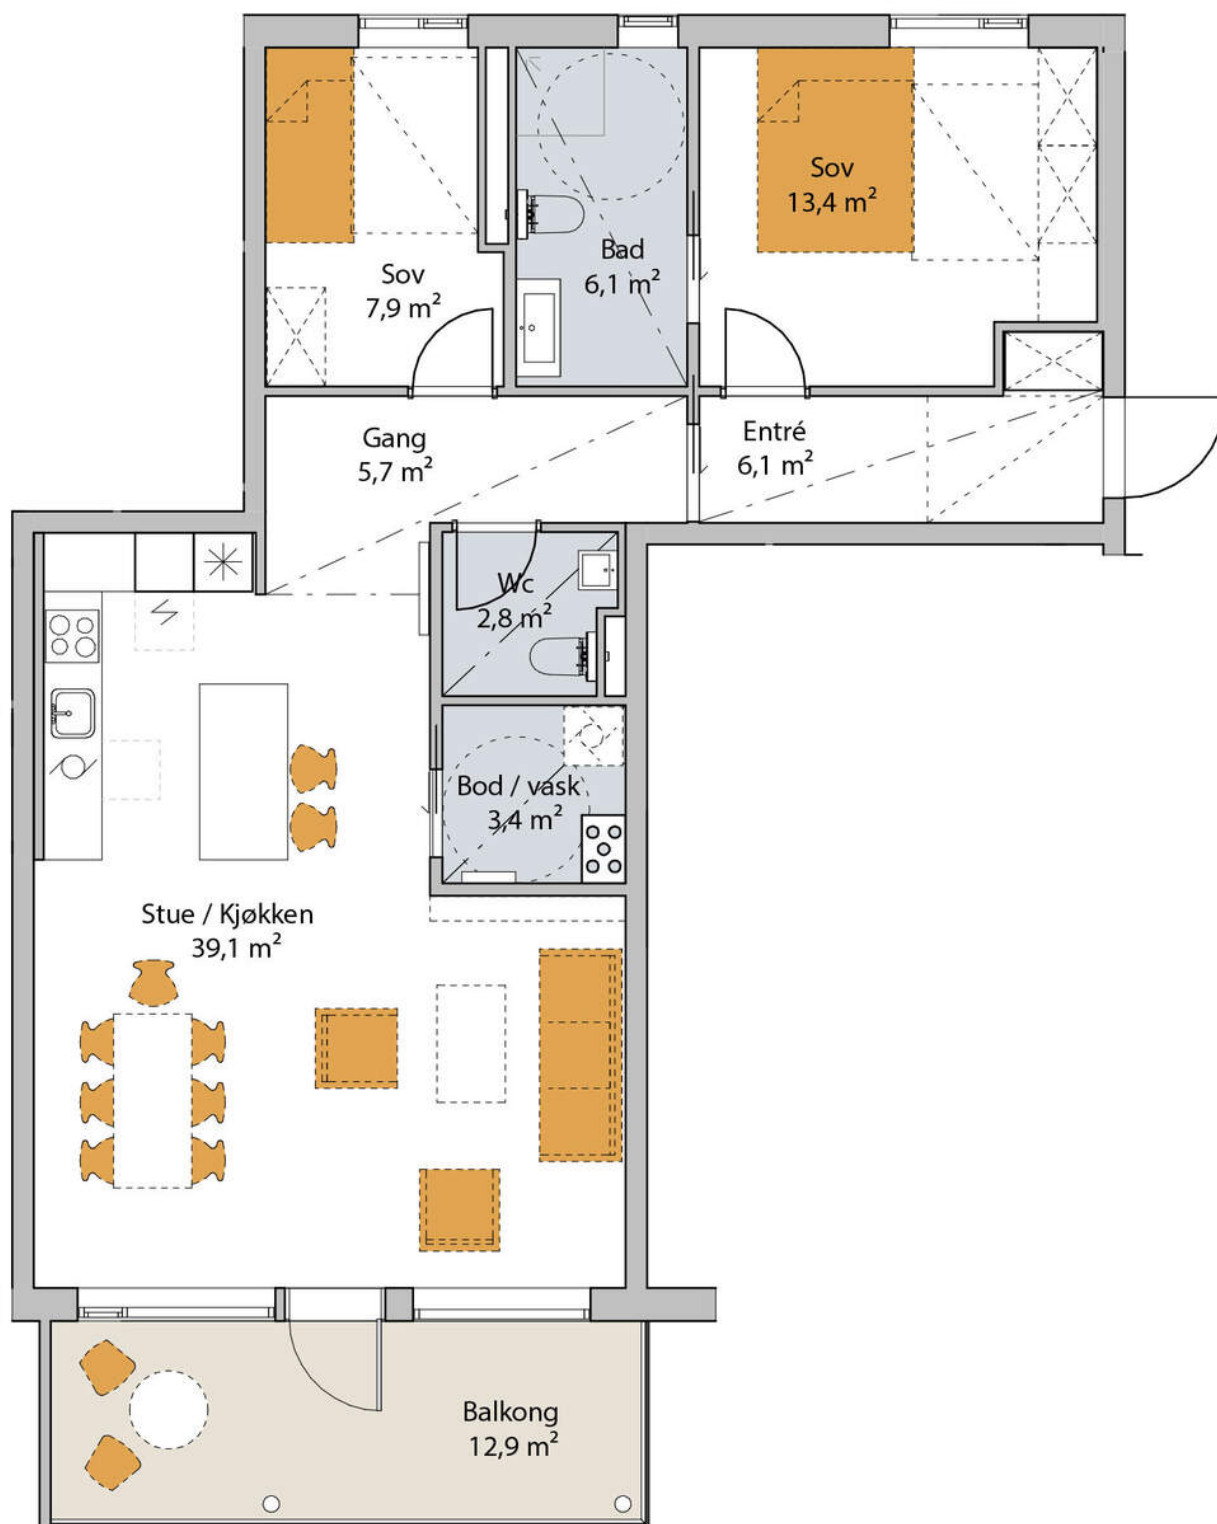 Sov
13,4 m²
Bad
6,1 m²
Sov
7,9 m²
Gang
5,7 m²
Entré
6,1 m²
Wc
2,8 m²
Bod / vask
3,4 m²
Stue / Kjøkken
39,1 m²
Balkong
12,9 m²